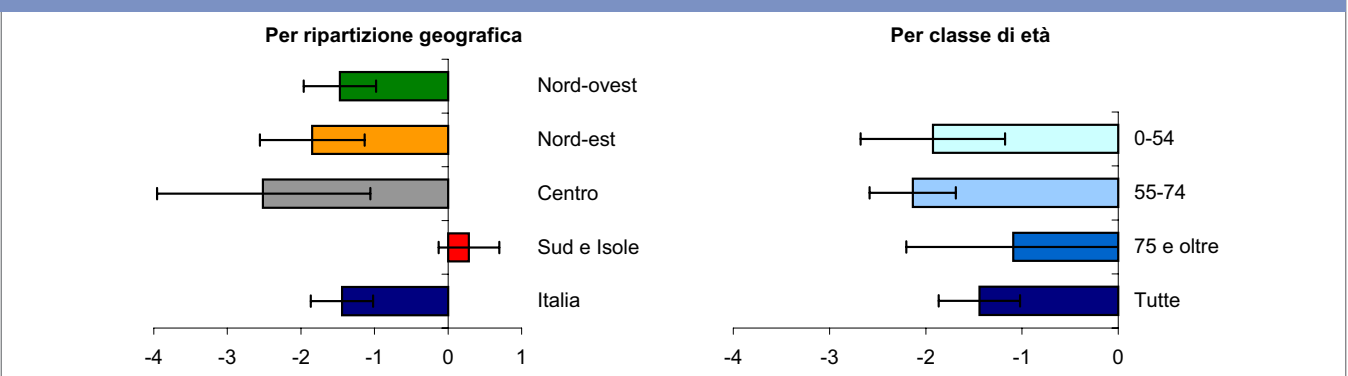 Per ripartizione geografica
Nord-ovest
Nord-est
Centro
Sud e Isole
Italia
-4 -3 -2 -1 0 1
Per classe di età
0-54
55-74
75 e oltre
Tutte
-4 -3 -2 -1 0